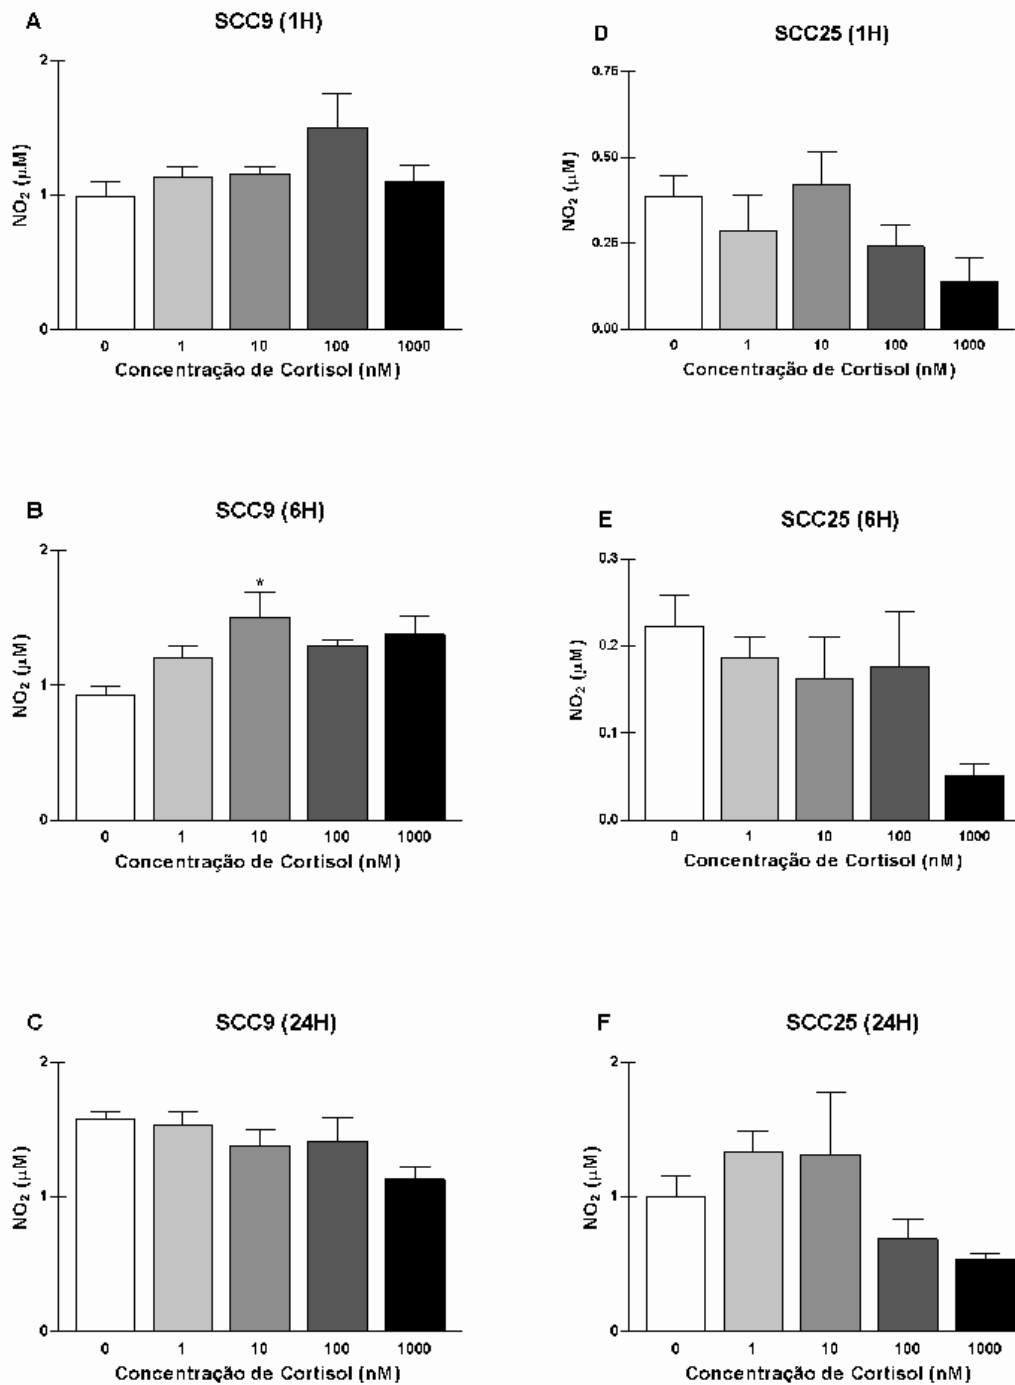 A
SCC9 (1H)
2
1
0
NO₂ (μM)
0 1 10 100 1000
Concentração de Cortisol (nM)
D
SCC25 (1H)
0.75
0.50
0.25
0.00
NO₂ (μM)
0 1 10 100 1000
Concentração de Cortisol (nM)
B
SCC9 (6H)
2
1
0
NO₂ (μM)
*
0 1 10 100 1000
Concentração de Cortisol (nM)
E
SCC25 (6H)
0.3
0.2
0.1
0.0
NO₂ (μM)
0 1 10 100 1000
Concentração de Cortisol (nM)
C
SCC9 (24H)
2
1
0
NO₂ (μM)
0 1 10 100 1000
Concentração de Cortisol (nM)
F
SCC25 (24H)
2
1
0
NO₂ (μM)
0 1 10 100 1000
Concentração de Cortisol (nM)